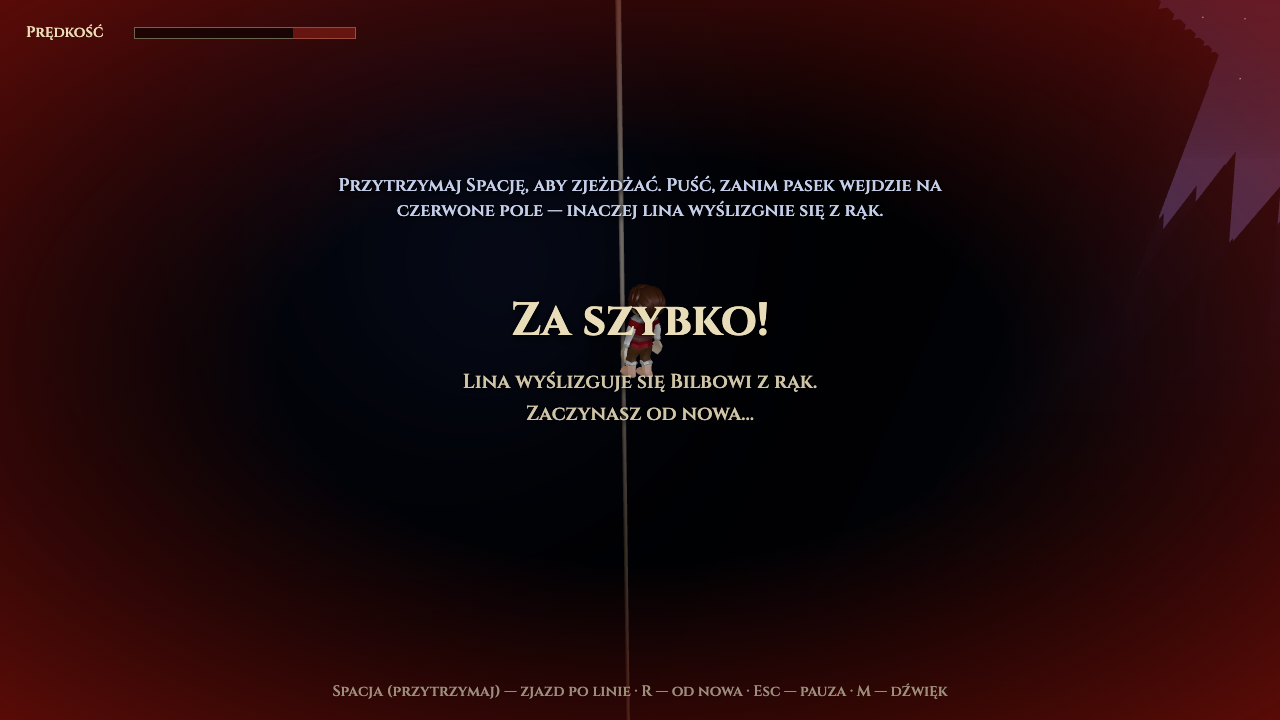 Prędkość
Przytrzymaj Spację, aby zjeżdżać. Puść, zanim pasek wejdzie na
czerwone pole — inaczej lina wyślizgnie się z rąk.
Za szybko!
Lina wyślizguje się Bilbowi z rąk.
Zaczynasz od nowa…
Spacja (przytrzymaj) — zjazd po linie · R — od nowa · Esc — pauza · M — dźwięk